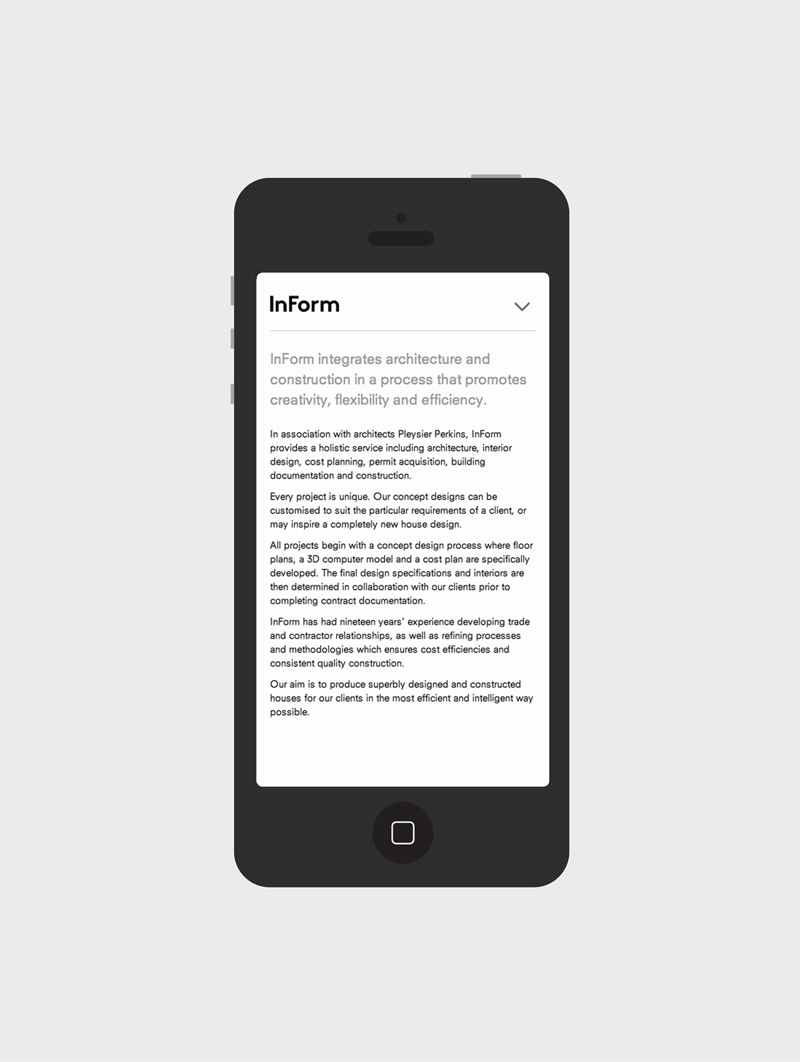 InForm
InForm integrates architecture and
construction in a process that promotes
creativity, flexibility and efficiency.
In association with architects Pleysier Perkins, InForm
provides a holistic service including architecture, interior
design, cost planning, permit acquisition, building
documentation and construction.
Every project is unique. Our concept designs can be
customised to suit the particular requirements of a client, or
may inspire a completely new house design.
All projects begin with a concept design process where floor
plans, a 3D computer model and a cost plan are specifically
developed. The final design specifications and interiors are
then determined in collaboration with our clients prior to
completing contract documentation.
InForm has had nineteen years’ experience developing trade
and contractor relationships, as well as refining processes
and methodologies which ensures cost efficiencies and
consistent quality construction.
Our aim is to produce superbly designed and constructed
houses for our clients in the most efficient and intelligent way
possible.